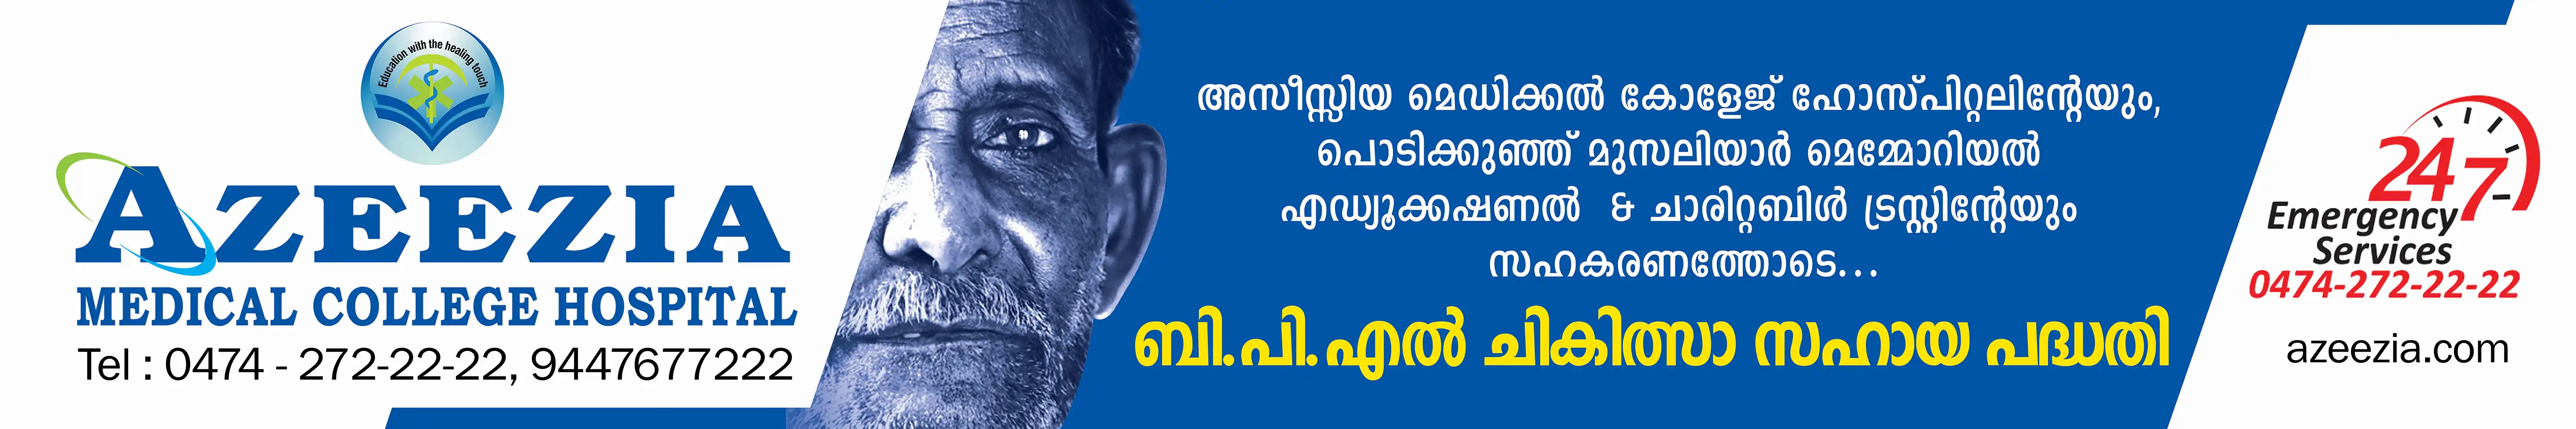 Education with the healing touch
AZEEZIA
MEDICAL COLLEGE HOSPITAL
Tel : 0474 - 272-22-22, 9447677222
അസീസ്സിയ മെഡിക്കൽ കോളേജ് ഹോസ്പിറ്റലിന്റേയും,
പൊടിക്കുഞ്ഞ് മുസലിയാർ മെമ്മോറിയൽ
എഡ്യൂക്കഷണൽ & ചാരിറ്റബിൾ ട്രസ്റ്റിന്റേയും
സഹകരണത്തോടെ...
ബി.പി.എൽ ചികിത്സാ സഹായ പദ്ധതി
24
7
Emergency
Services
0474-272-22-22
azeezia.com